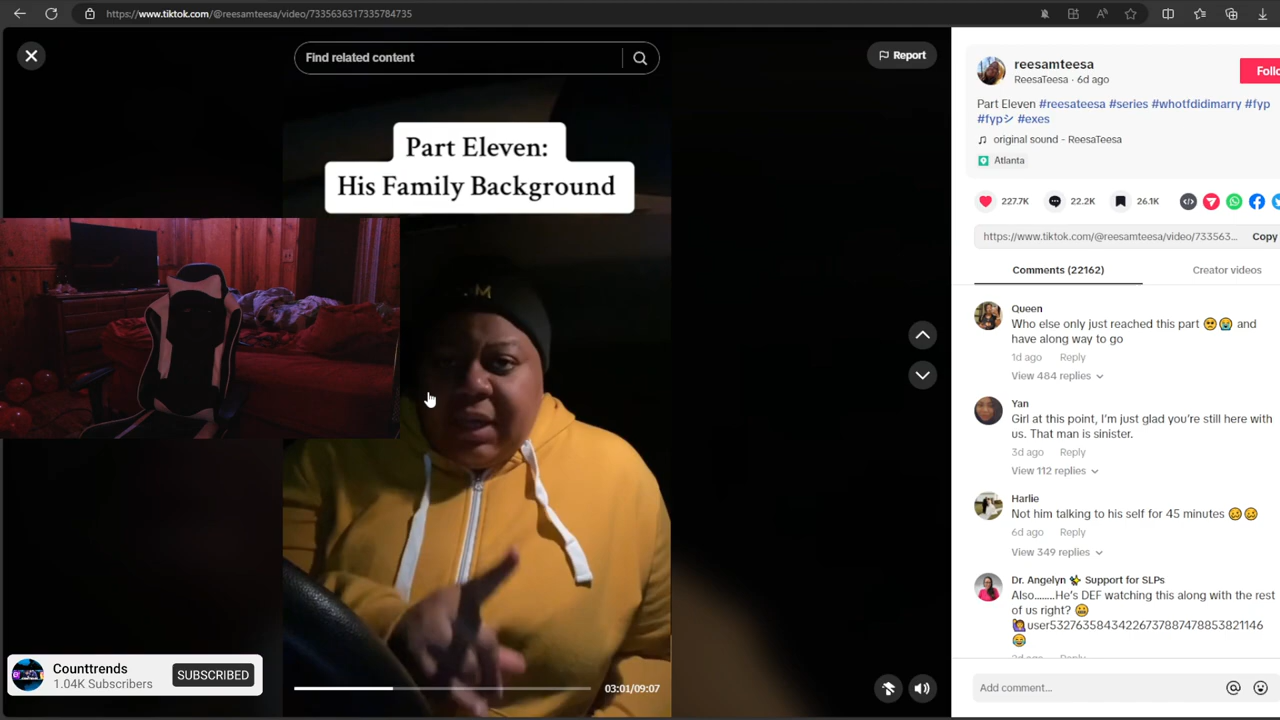 https://www.tiktok.com/@reesamteesa/video/7335636317335784735
Find related content
Report
Part Eleven:
His Family Background
03:01/09:07
Counttrends
1.04K Subscribers
SUBSCRIBED
reesamteesa
ReesaTeesa · 6d ago
Follo
Part Eleven #reesateesa #series #whotfdidimarry #fyp
#fypシ #exes
original sound - ReesaTeesa
Atlanta
227.7K
22.2K
26.1K
https://www.tiktok.com/@reesamteesa/video/733563...
Copy
Comments (22162)
Creator videos
Queen
Who else only just reached this part 🥹😭 and
have along way to go
1d ago Reply
View 484 replies
Yan
Girl at this point, I'm just glad you're still here with
us. That man is sinister.
3d ago Reply
View 112 replies
Harlie
Not him talking to his self for 45 minutes 😖😖
6d ago Reply
View 349 replies
Dr. Angelyn ✨ Support for SLPs
Also........He's DEF watching this along with the rest
of us right? 😬
🙋‍♀️user5327635843422673788747885382114​6
😂
Add comment...